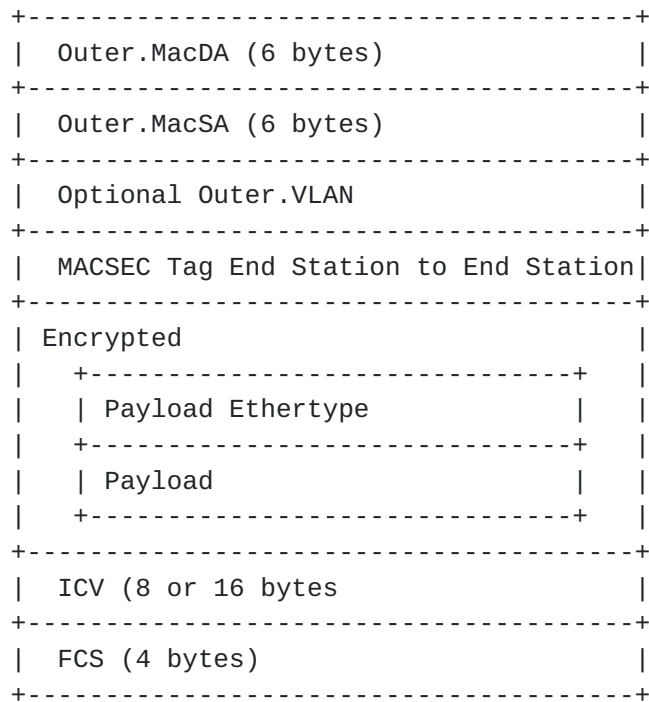 Outer.MacDA (6 bytes)
Outer.MacSA (6 bytes)
Optional Outer.VLAN
MACSEC Tag End Station to End Station
Encrypted
Payload Ethertype
Payload
ICV (8 or 16 bytes
FCS (4 bytes)